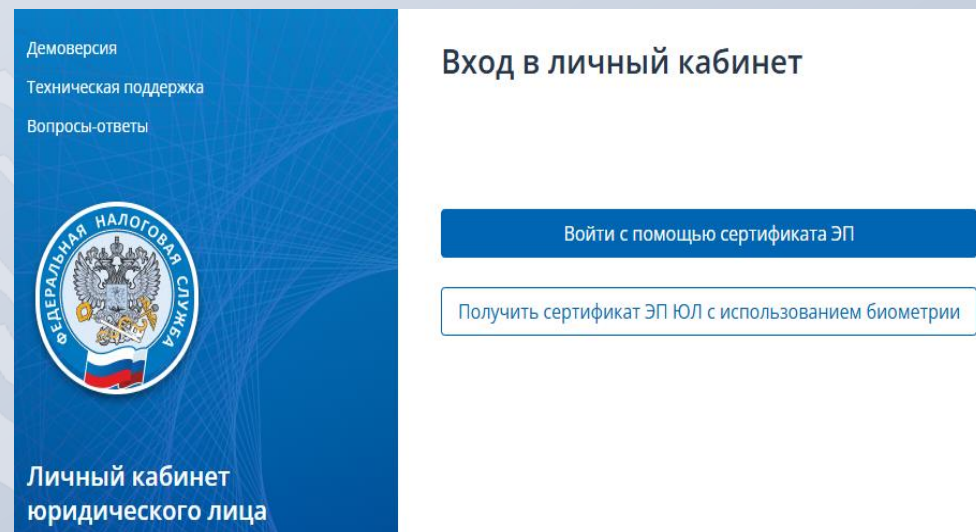 Демоверсия
Техническая поддержка
Вопросы-ответы
ФЕДЕРАЛЬНАЯ НАЛОГОВАЯ СЛУЖБА
Личный кабинет
юридического лица
Вход в личный кабинет
Войти с помощью сертификата ЭП
Получить сертификат ЭП ЮЛ с использованием биометрии